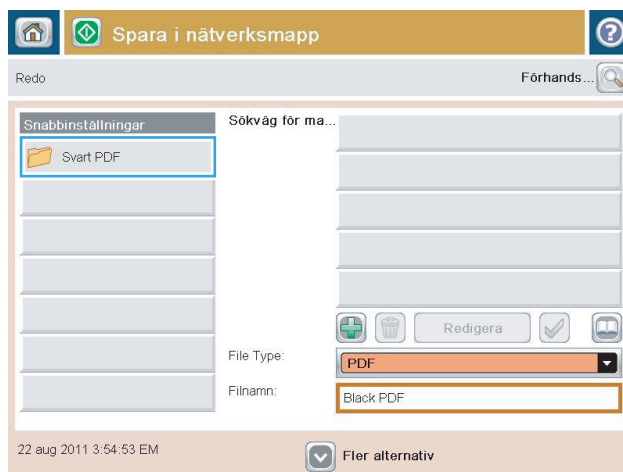 Spara i nätverksmapp
?
Redo
Förhands...
Snabbinställningar
Svart PDF
Sökväg för ma...
Redigera
File Type:
PDF
Filnamn:
Black PDF
22 aug 2011 3:54:53 EM
Fler alternativ